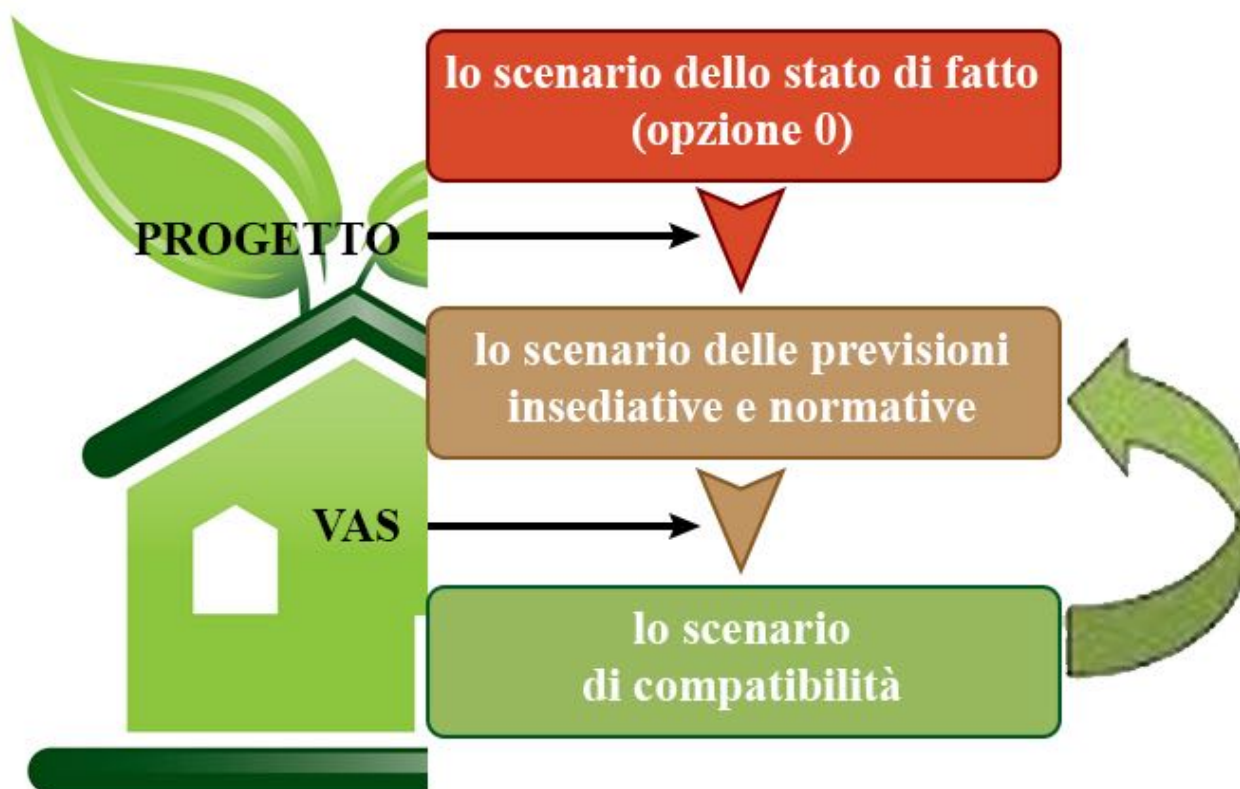 lo scenario dello stato di fatto
(opzione 0)
PROGETTO
lo scenario delle previsioni
insediative e normative
VAS
lo scenario
di compatibilità